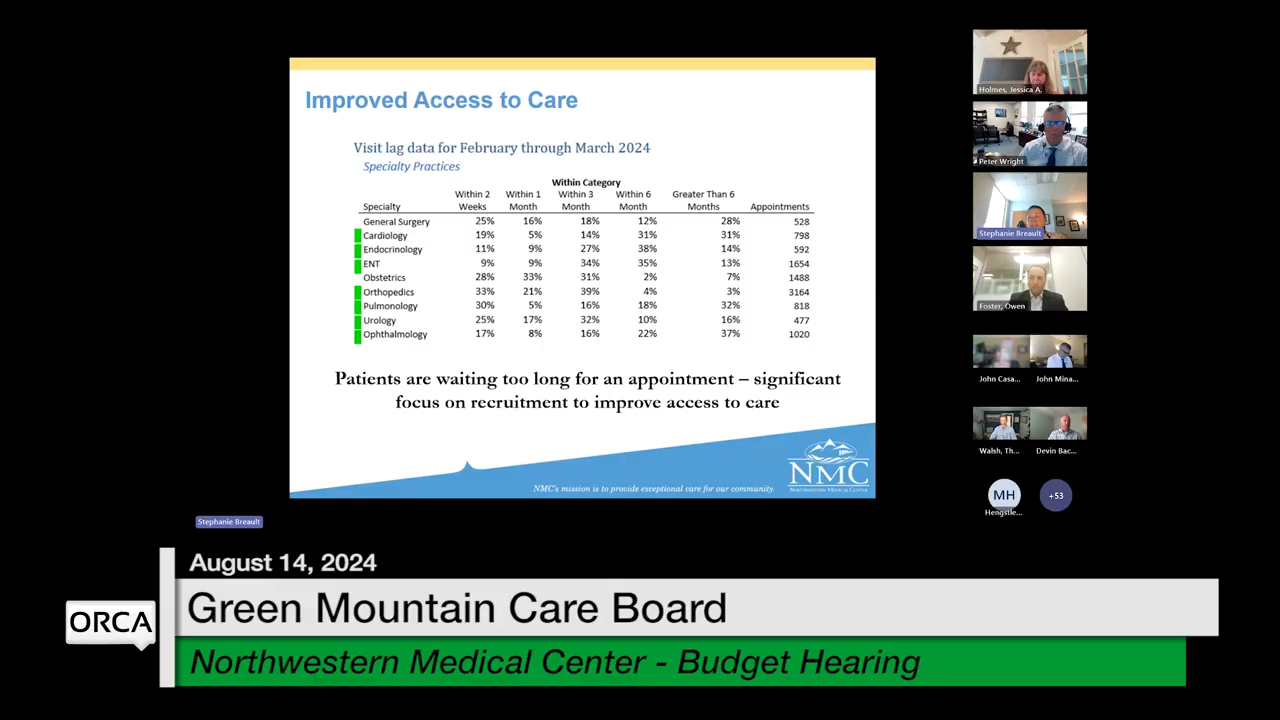 Improved Access to Care
Visit lag data for February through March 2024
Specialty Practices
Within Category
Specialty Within 2 Weeks Within 1 Month Within 3 Month Within 6 Month Greater Than 6 Months Appointments
General Surgery 25% 16% 18% 12% 28% 528
Cardiology 19% 5% 14% 31% 31% 798
Endocrinology 11% 9% 27% 38% 14% 592
ENT 9% 9% 34% 35% 13% 1654
Obstetrics 28% 33% 31% 2% 7% 1488
Orthopedics 33% 21% 39% 4% 3% 3164
Pulmonology 30% 5% 16% 18% 32% 818
Urology 25% 17% 32% 10% 16% 477
Ophthalmology 17% 8% 16% 22% 37% 1020
Patients are waiting too long for an appointment – significant
focus on recruitment to improve access to care
NMC
Northwestern Medical Center
NMC's mission is to provide exceptional care for our community.
Holmes, Jessica A.
Peter Wright
Stephanie Breault
Foster, Owen
John Casa... John Mina...
Walsh, Th... Devin Bac...
MH +53
Hengstle...
Stephanie Breault
August 14, 2024
ORCA
Green Mountain Care Board
Northwestern Medical Center - Budget Hearing